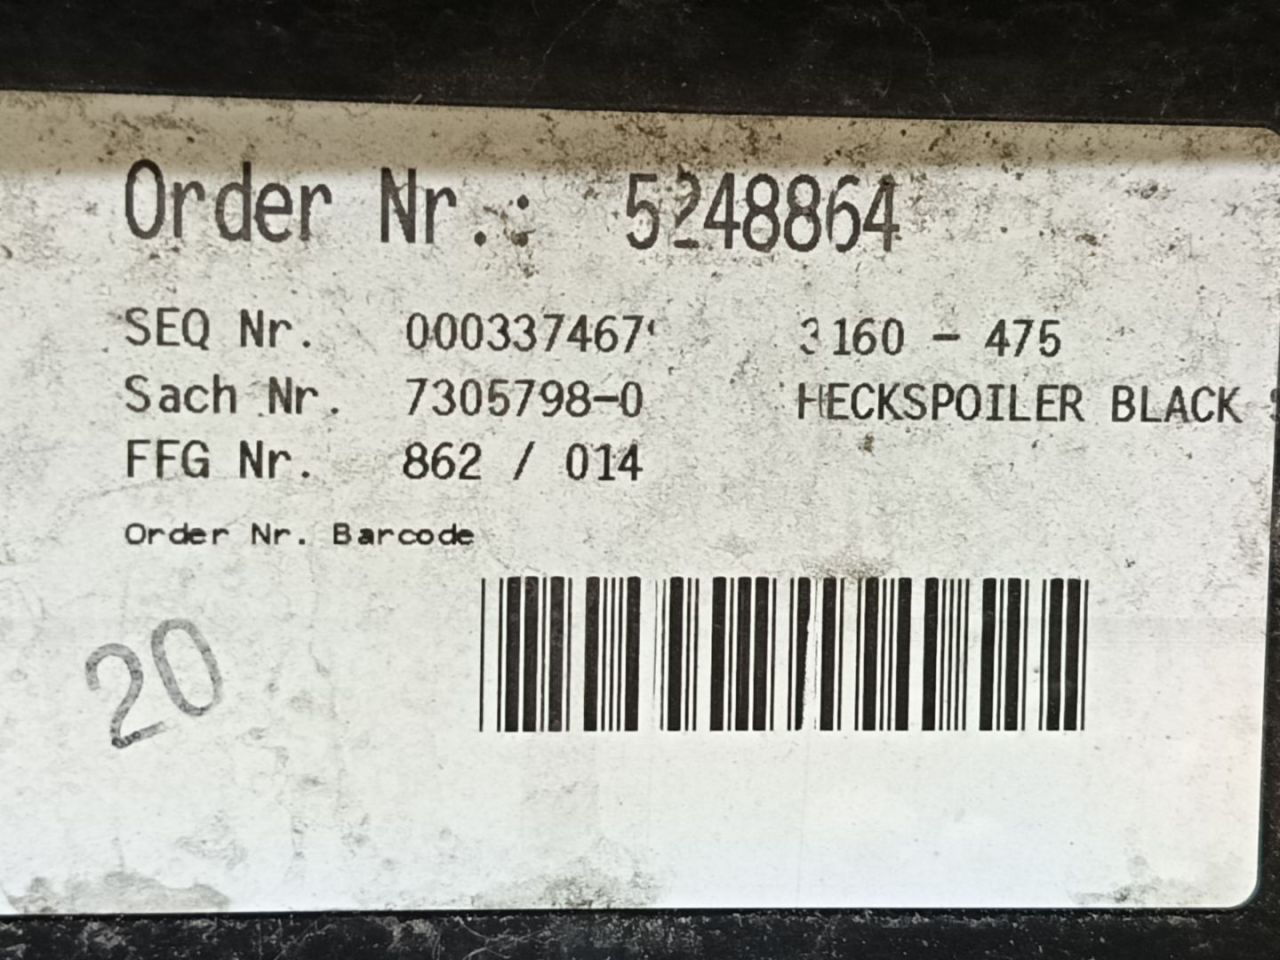 Order Nr.: 5248864
SEQ Nr. 000337467 3160 - 475
Sach Nr. 7305798-0 HECKSPOILER BLACK
FFG Nr. 862 / 014
Order Nr. Barcode
20